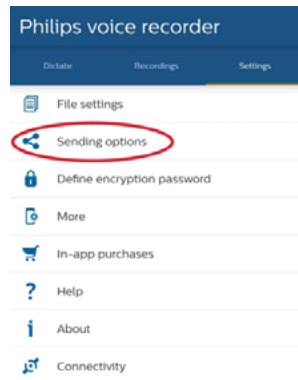 Philips voice recorder
Dictate Recordings Settings
File settings
Sending options
Define encryption password
More
In-app purchases
Help
About
Connectivity